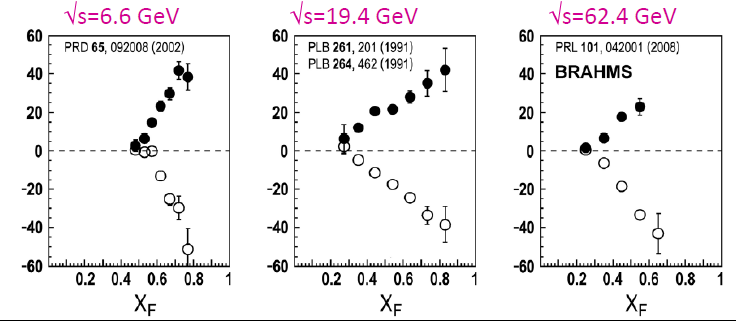 √s=6.6 GeV
√s=19.4 GeV
√s=62.4 GeV
60
40
20
0
-20
-40
-60
PRD 65, 092008 (2002)
0.2 0.4 0.6 0.8 1
X_F
60
40
20
0
-20
-40
-60
PLB 261, 201 (1991)
PLB 264, 462 (1991)
0.2 0.4 0.6 0.8 1
X_F
60
40
20
0
-20
-40
-60
PRL 101, 042001 (2008)
BRAHMS
0.2 0.4 0.6 0.8 1
X_F